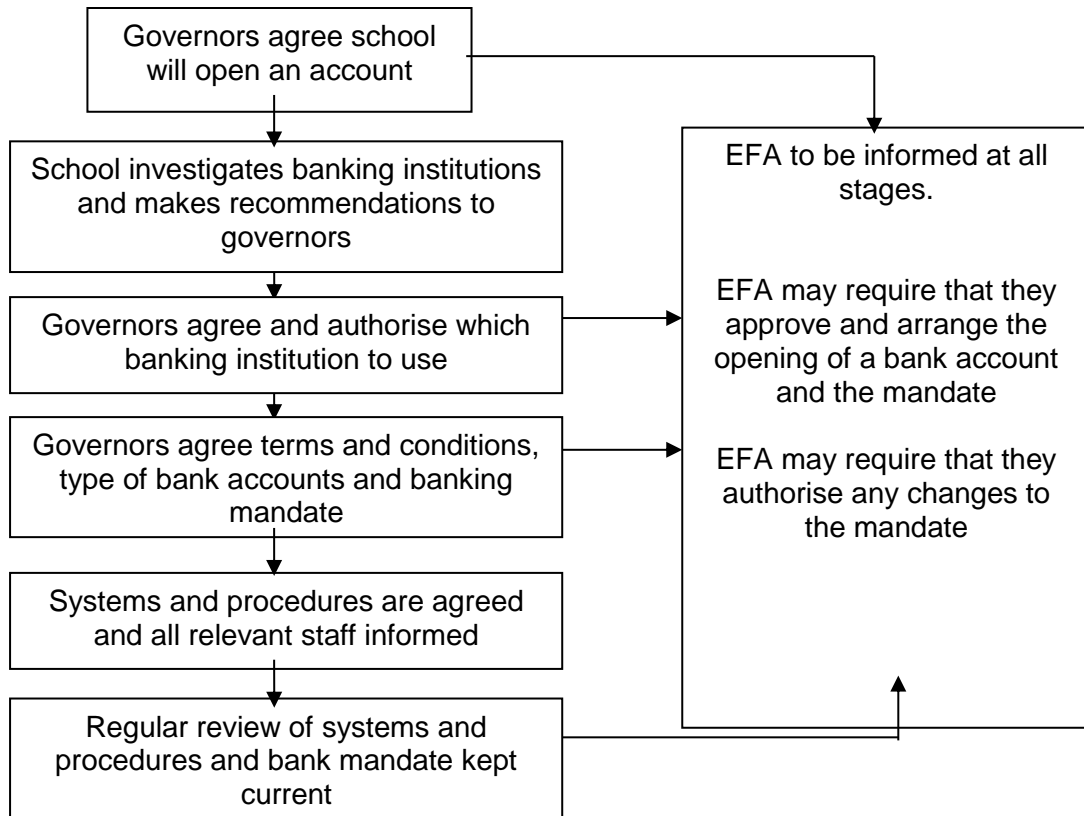 Governors agree school
will open an account
School investigates banking institutions
and makes recommendations to
governors
Governors agree and authorise which
banking institution to use
Governors agree terms and conditions,
type of bank accounts and banking
mandate
Systems and procedures are agreed
and all relevant staff informed
Regular review of systems and
procedures and bank mandate kept
current
EFA to be informed at all
stages.
EFA may require that they
approve and arrange the
opening of a bank account
and the mandate
EFA may require that they
authorise any changes to
the mandate